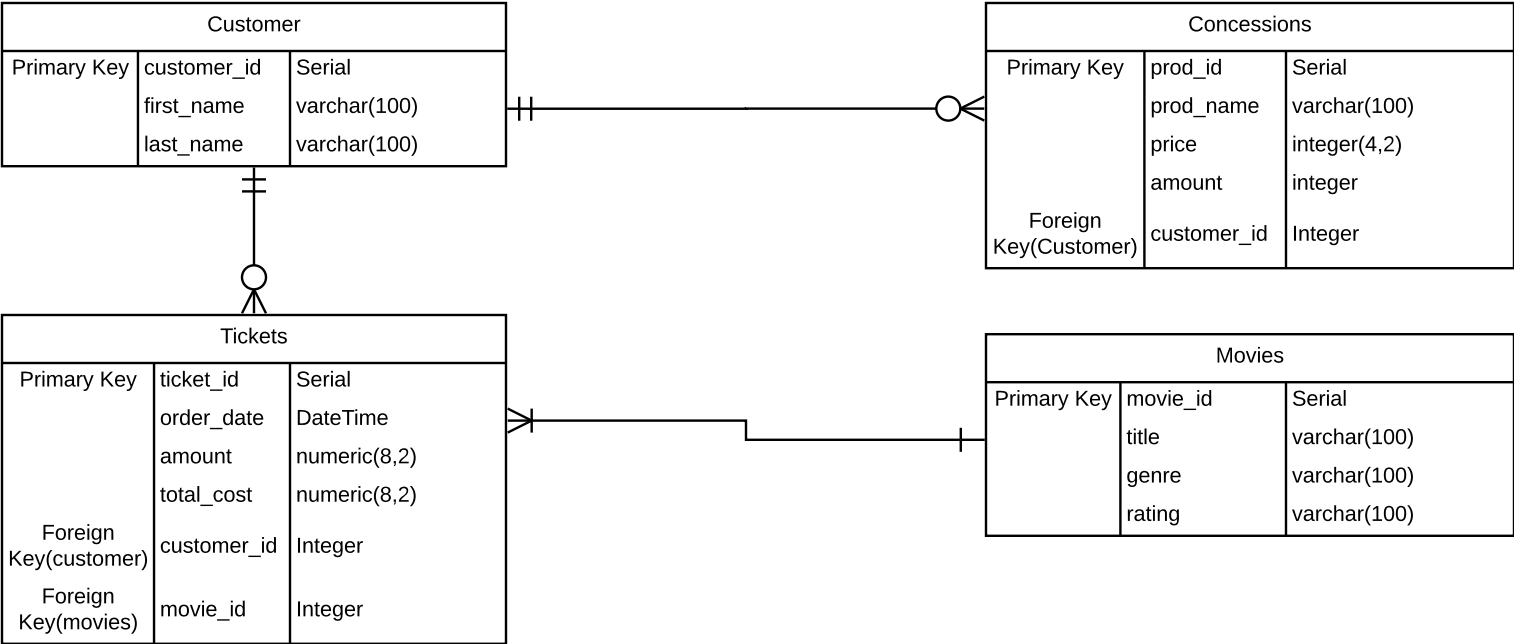 Customer
Primary Key customer_id Serial
first_name varchar(100)
last_name varchar(100)
Concessions
Primary Key prod_id Serial
prod_name varchar(100)
price integer(4,2)
amount integer
Foreign
Key(Customer) customer_id Integer
Tickets
Primary Key ticket_id Serial
order_date DateTime
amount numeric(8,2)
total_cost numeric(8,2)
Foreign
Key(customer) customer_id Integer
Foreign
Key(movies) movie_id Integer
Movies
Primary Key movie_id Serial
title varchar(100)
genre varchar(100)
rating varchar(100)